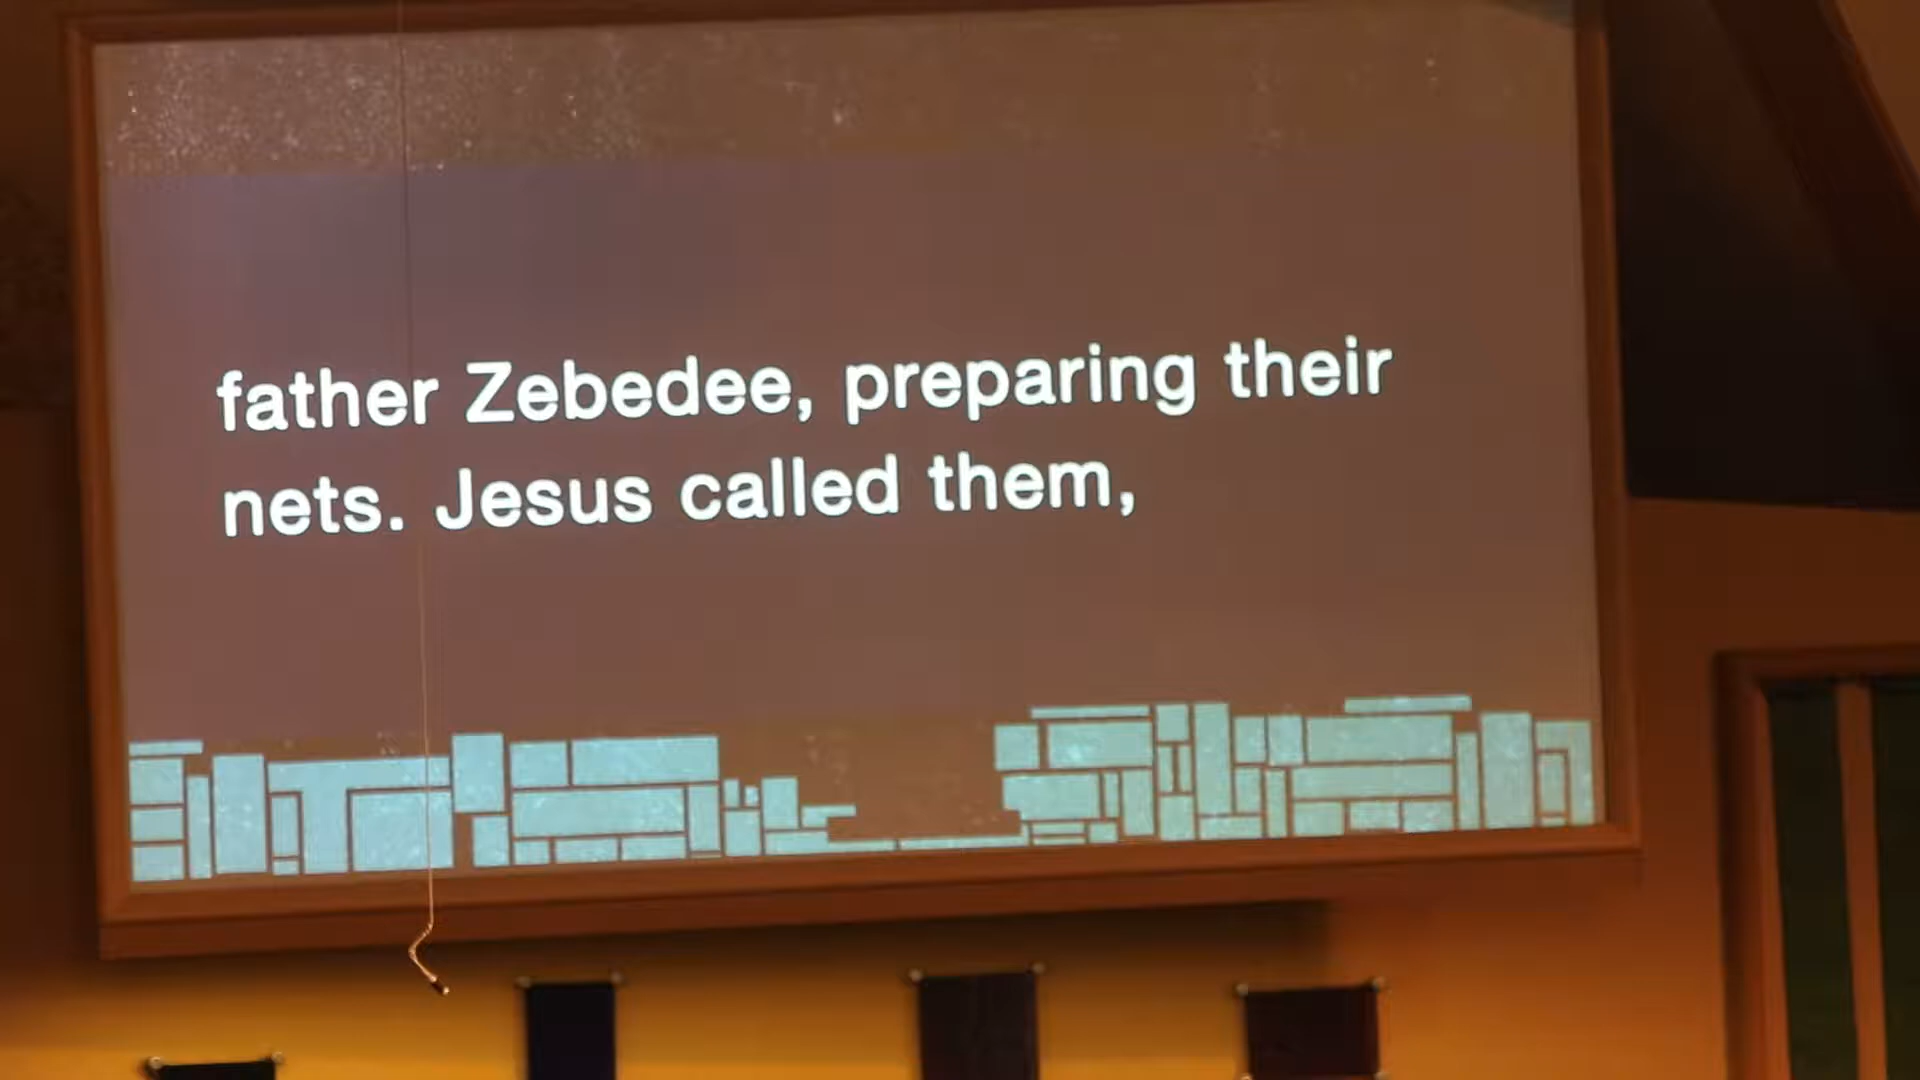 father Zebedee, preparing their
nets. Jesus called them,